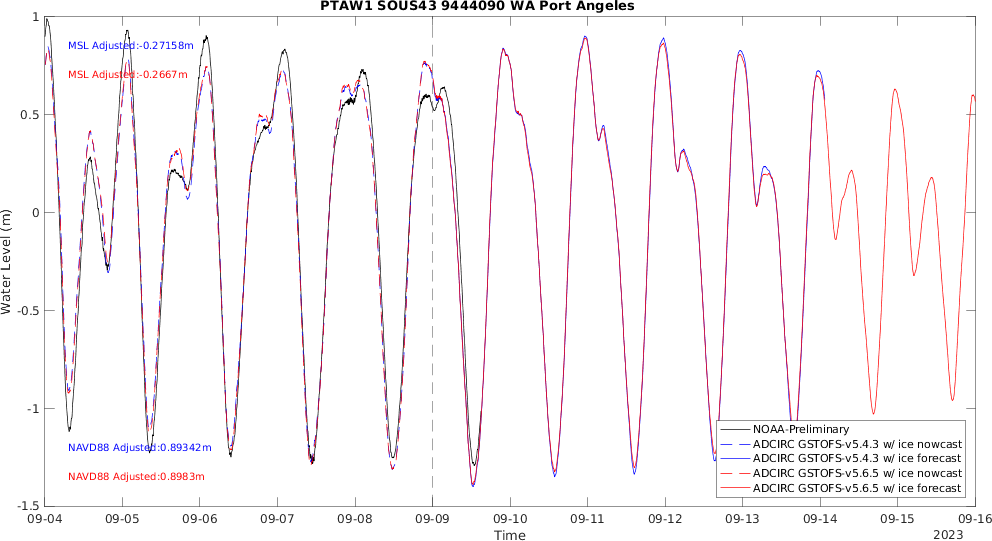 PTAW1 SOUS43 9444090 WA Port Angeles
MSL Adjusted:-0.27158m
MSL Adjusted:-0.2667m
NAVD88 Adjusted:0.89342m
NAVD88 Adjusted:0.8983m
Water Level (m)
1
0.5
0
-0.5
-1
-1.5
NOAA-Preliminary
ADCIRC GSTOFS-v5.4.3 w/ ice nowcast
ADCIRC GSTOFS-v5.4.3 w/ ice forecast
ADCIRC GSTOFS-v5.6.5 w/ ice nowcast
ADCIRC GSTOFS-v5.6.5 w/ ice forecast
09-04 09-05 09-06 09-07 09-08 09-09 09-10 09-11 09-12 09-13 09-14 09-15 09-16
Time
2023